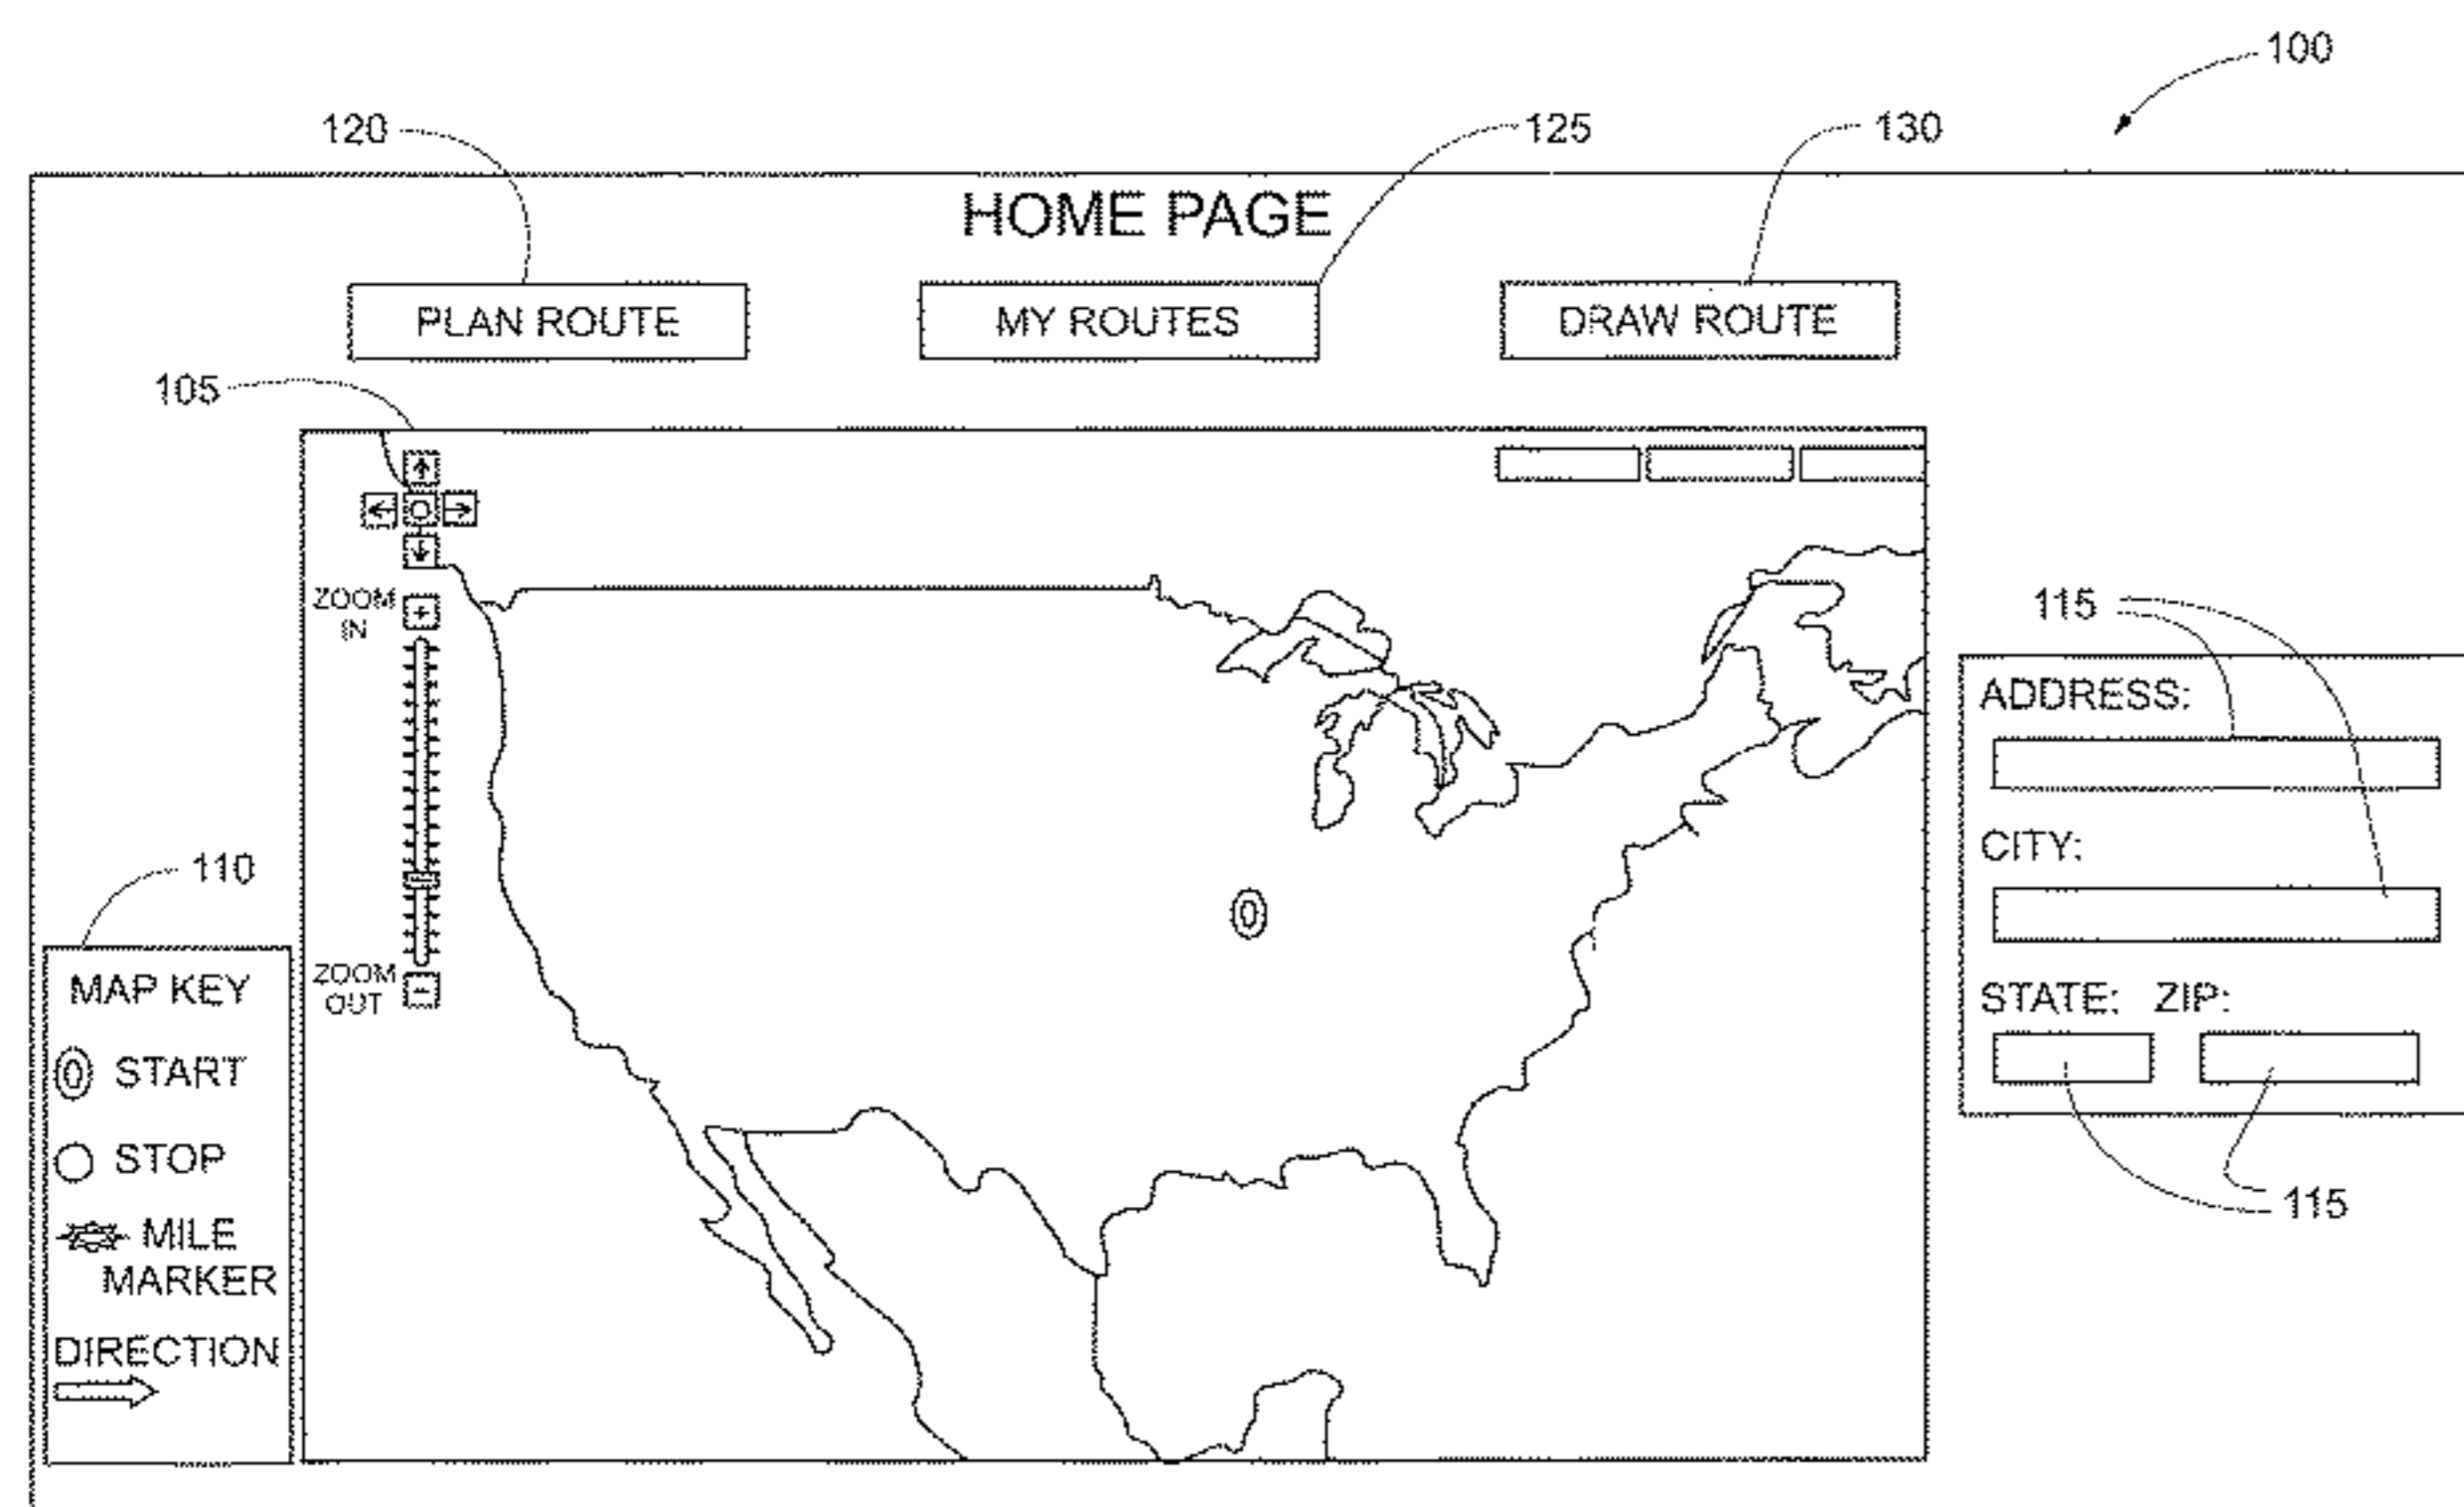 100
120
125
130
HOME PAGE
PLAN ROUTE
MY ROUTES
DRAW ROUTE
105
ZOOM
IN
ZOOM
OUT
110
MAP KEY
START
STOP
MILE
MARKER
DIRECTION
115
ADDRESS:
CITY:
STATE: ZIP:
115